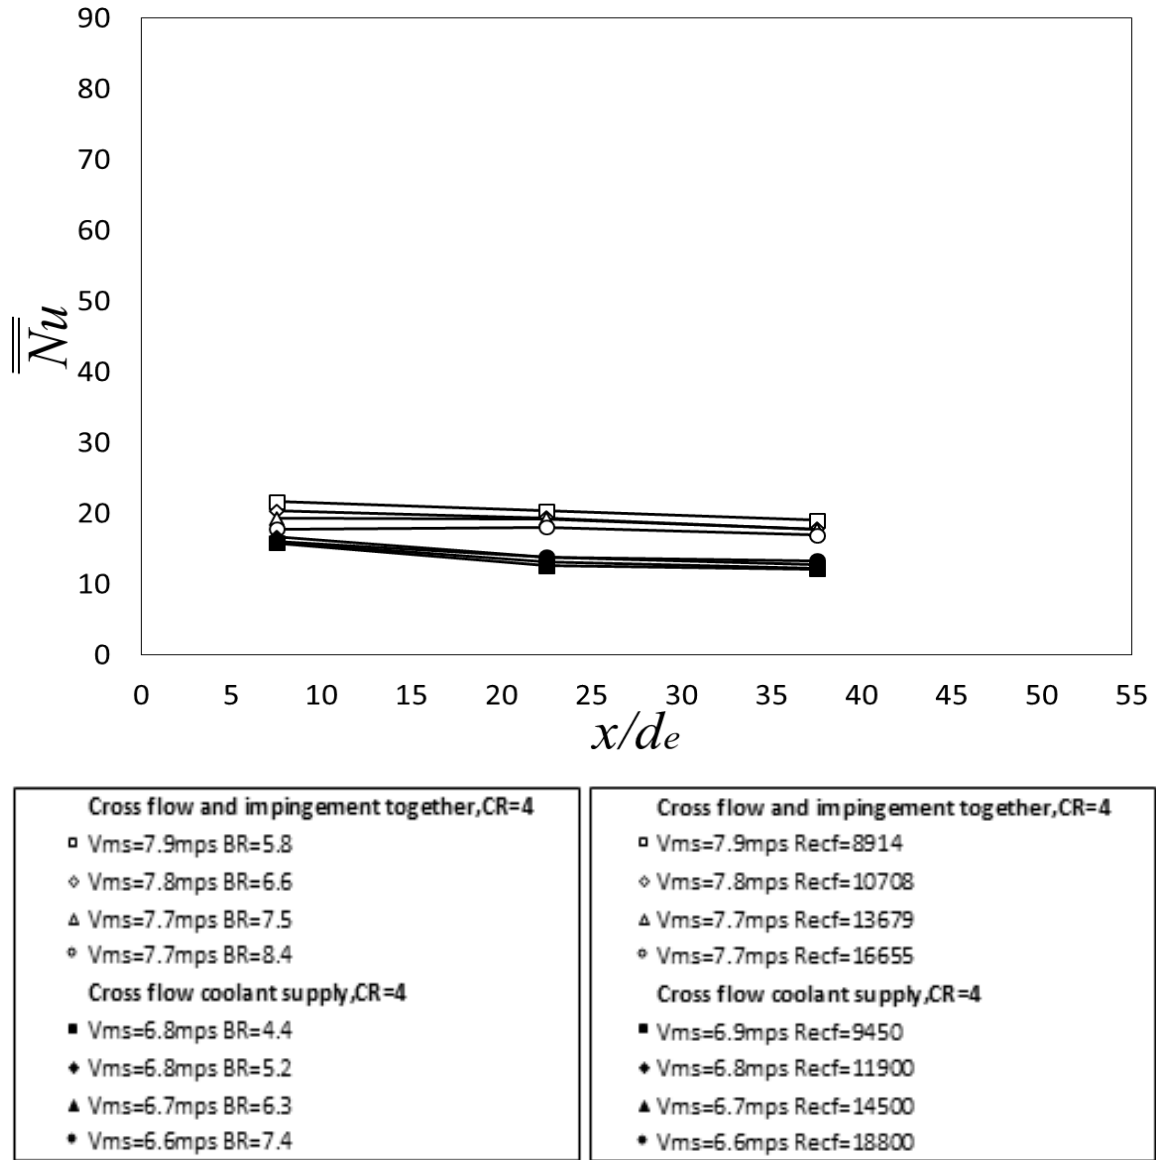 90
80
70
60
50
40
30
20
10
0
Nu
0 5 10 15 20 25 30 35 40 45 50 55
x/de
Cross flow and impingement together,CR=4
Vms=7.9mps BR=5.8
Vms=7.8mps BR=6.6
Vms=7.7mps BR=7.5
Vms=7.7mps BR=8.4
Cross flow coolant supply,CR=4
Vms=6.8mps BR=4.4
Vms=6.8mps BR=5.2
Vms=6.7mps BR=6.3
Vms=6.6mps BR=7.4
Cross flow and impingement together,CR=4
Vms=7.9mps Recf=8914
Vms=7.8mps Recf=10708
Vms=7.7mps Recf=13679
Vms=7.7mps Recf=16655
Cross flow coolant supply,CR=4
Vms=6.9mps Recf=9450
Vms=6.8mps Recf=11900
Vms=6.7mps Recf=14500
Vms=6.6mps Recf=18800